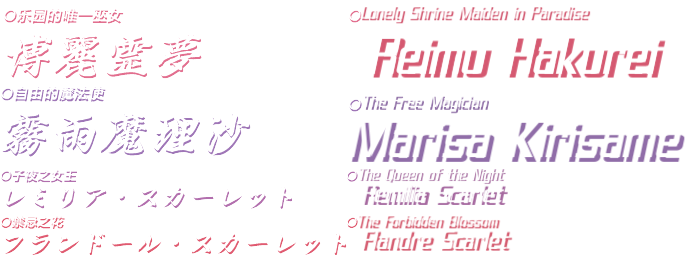 ○乐园的唯一巫女
博麗霊夢
○自由的魔法使
霧雨魔理沙
○子夜之女王
レミリア・スカーレット
○禁忌之花
フランドール・スカーレット
○Lonely Shrine Maiden in Paradise
Reimu Hakurei
○The Free Magician
Marisa Kirisame
○The Queen of the Night
Remilia Scarlet
○The Forbidden Blossom
Flandre Scarlet